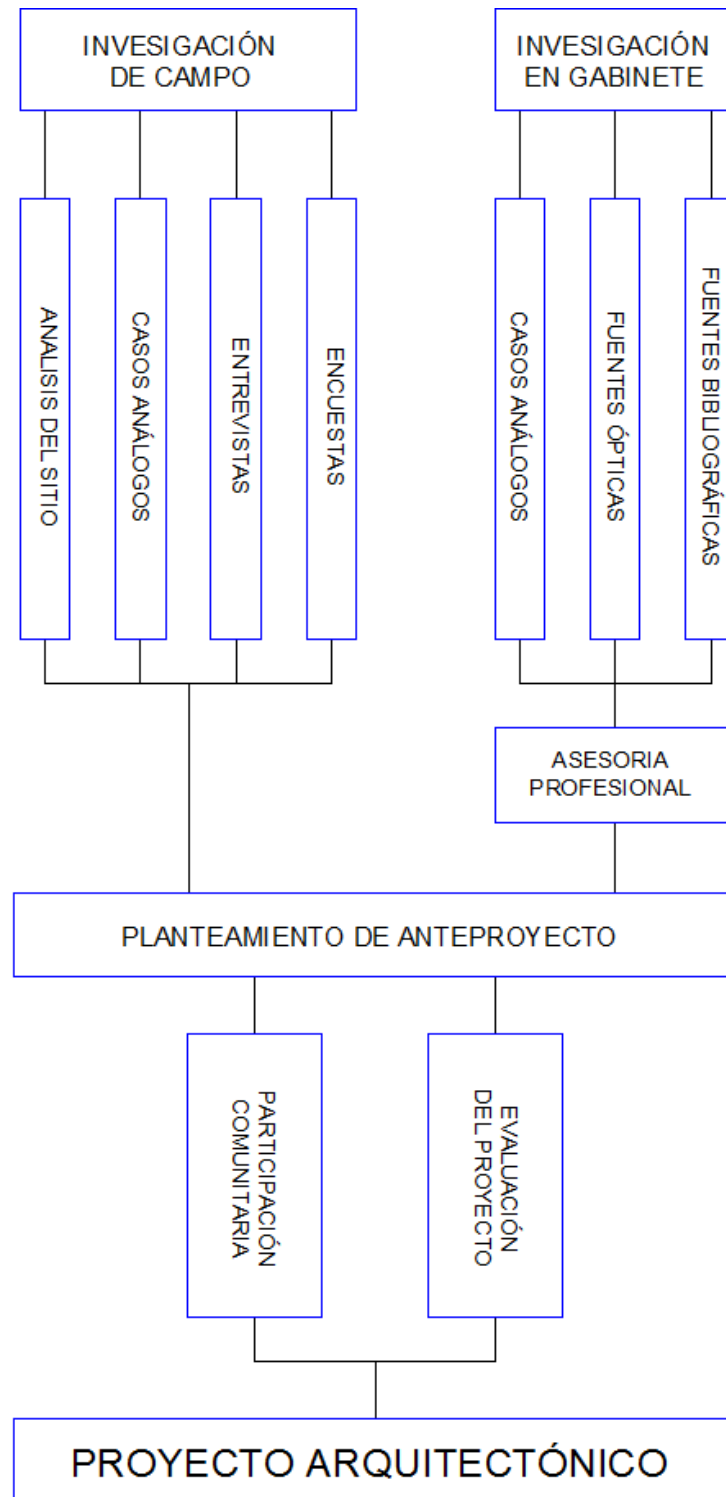 INVESIGACIÓN
DE CAMPO
INVESIGACIÓN
EN GABINETE
ANALISIS DEL SITIO
CASOS ANÁLOGOS
ENTREVISTAS
ENCUESTAS
CASOS ANÁLOGOS
FUENTES ÓPTICAS
FUENTES BIBLIOGRÁFICAS
ASESORIA
PROFESIONAL
PLANTEAMIENTO DE ANTEPROYECTO
PARTICIPACIÓN
COMUNITARIA
EVALUACIÓN
DEL PROYECTO
PROYECTO ARQUITECTÓNICO